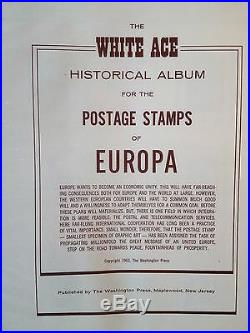 THE
WHITE ACE
HISTORICAL ALBUM
FOR THE
POSTAGE STAMPS
OF
EUROPA
EUROPE WANTS TO BECOME AN ECONOMIC UNITY. THIS WILL HAVE FAR-REACH-
ING CONSEQUENCES BOTH FOR EUROPE AND THE WORLD AT LARGE. HOWEVER,
THE WESTERN EUROPEAN COUNTRIES WILL HAVE TO SUMMON MUCH GOOD
WILL AND A WILLINGNESS TO ADAPT THEMSELVES FOR A COMMON GOAL BEFORE
THESE PLANS WILL MATERIALIZE. BUT, THERE IS ONE FIELD IN WHICH INTEGRA-
TION IS MORE FEASIBLE. THE POSTAL AND TELECOMMUNICATION SERVICES.
HERE FAR-FLUNG INTERNATIONAL COOPERATION HAS LONG BEEN A PRACTICE OF
VITAL IMPORTANCE. SMALL WONDER, THEREFORE, THAT THE POSTAGE STAMP
— SMALLEST SPECIMEN OF GRAPHIC ART — HAS BEEN ASSIGNED THE TASK OF
PROPAGATING MILLIONFOLD THE GREAT MESSAGE OF AN UNITED EUROPE,
STEP ON THE ROAD TOWARDS PEACE, FOUNTAINHEAD OF PROSPERITY.
Copyright 1962, The Washington Press
Published by The Washington Press, Maplewood, New Jersey